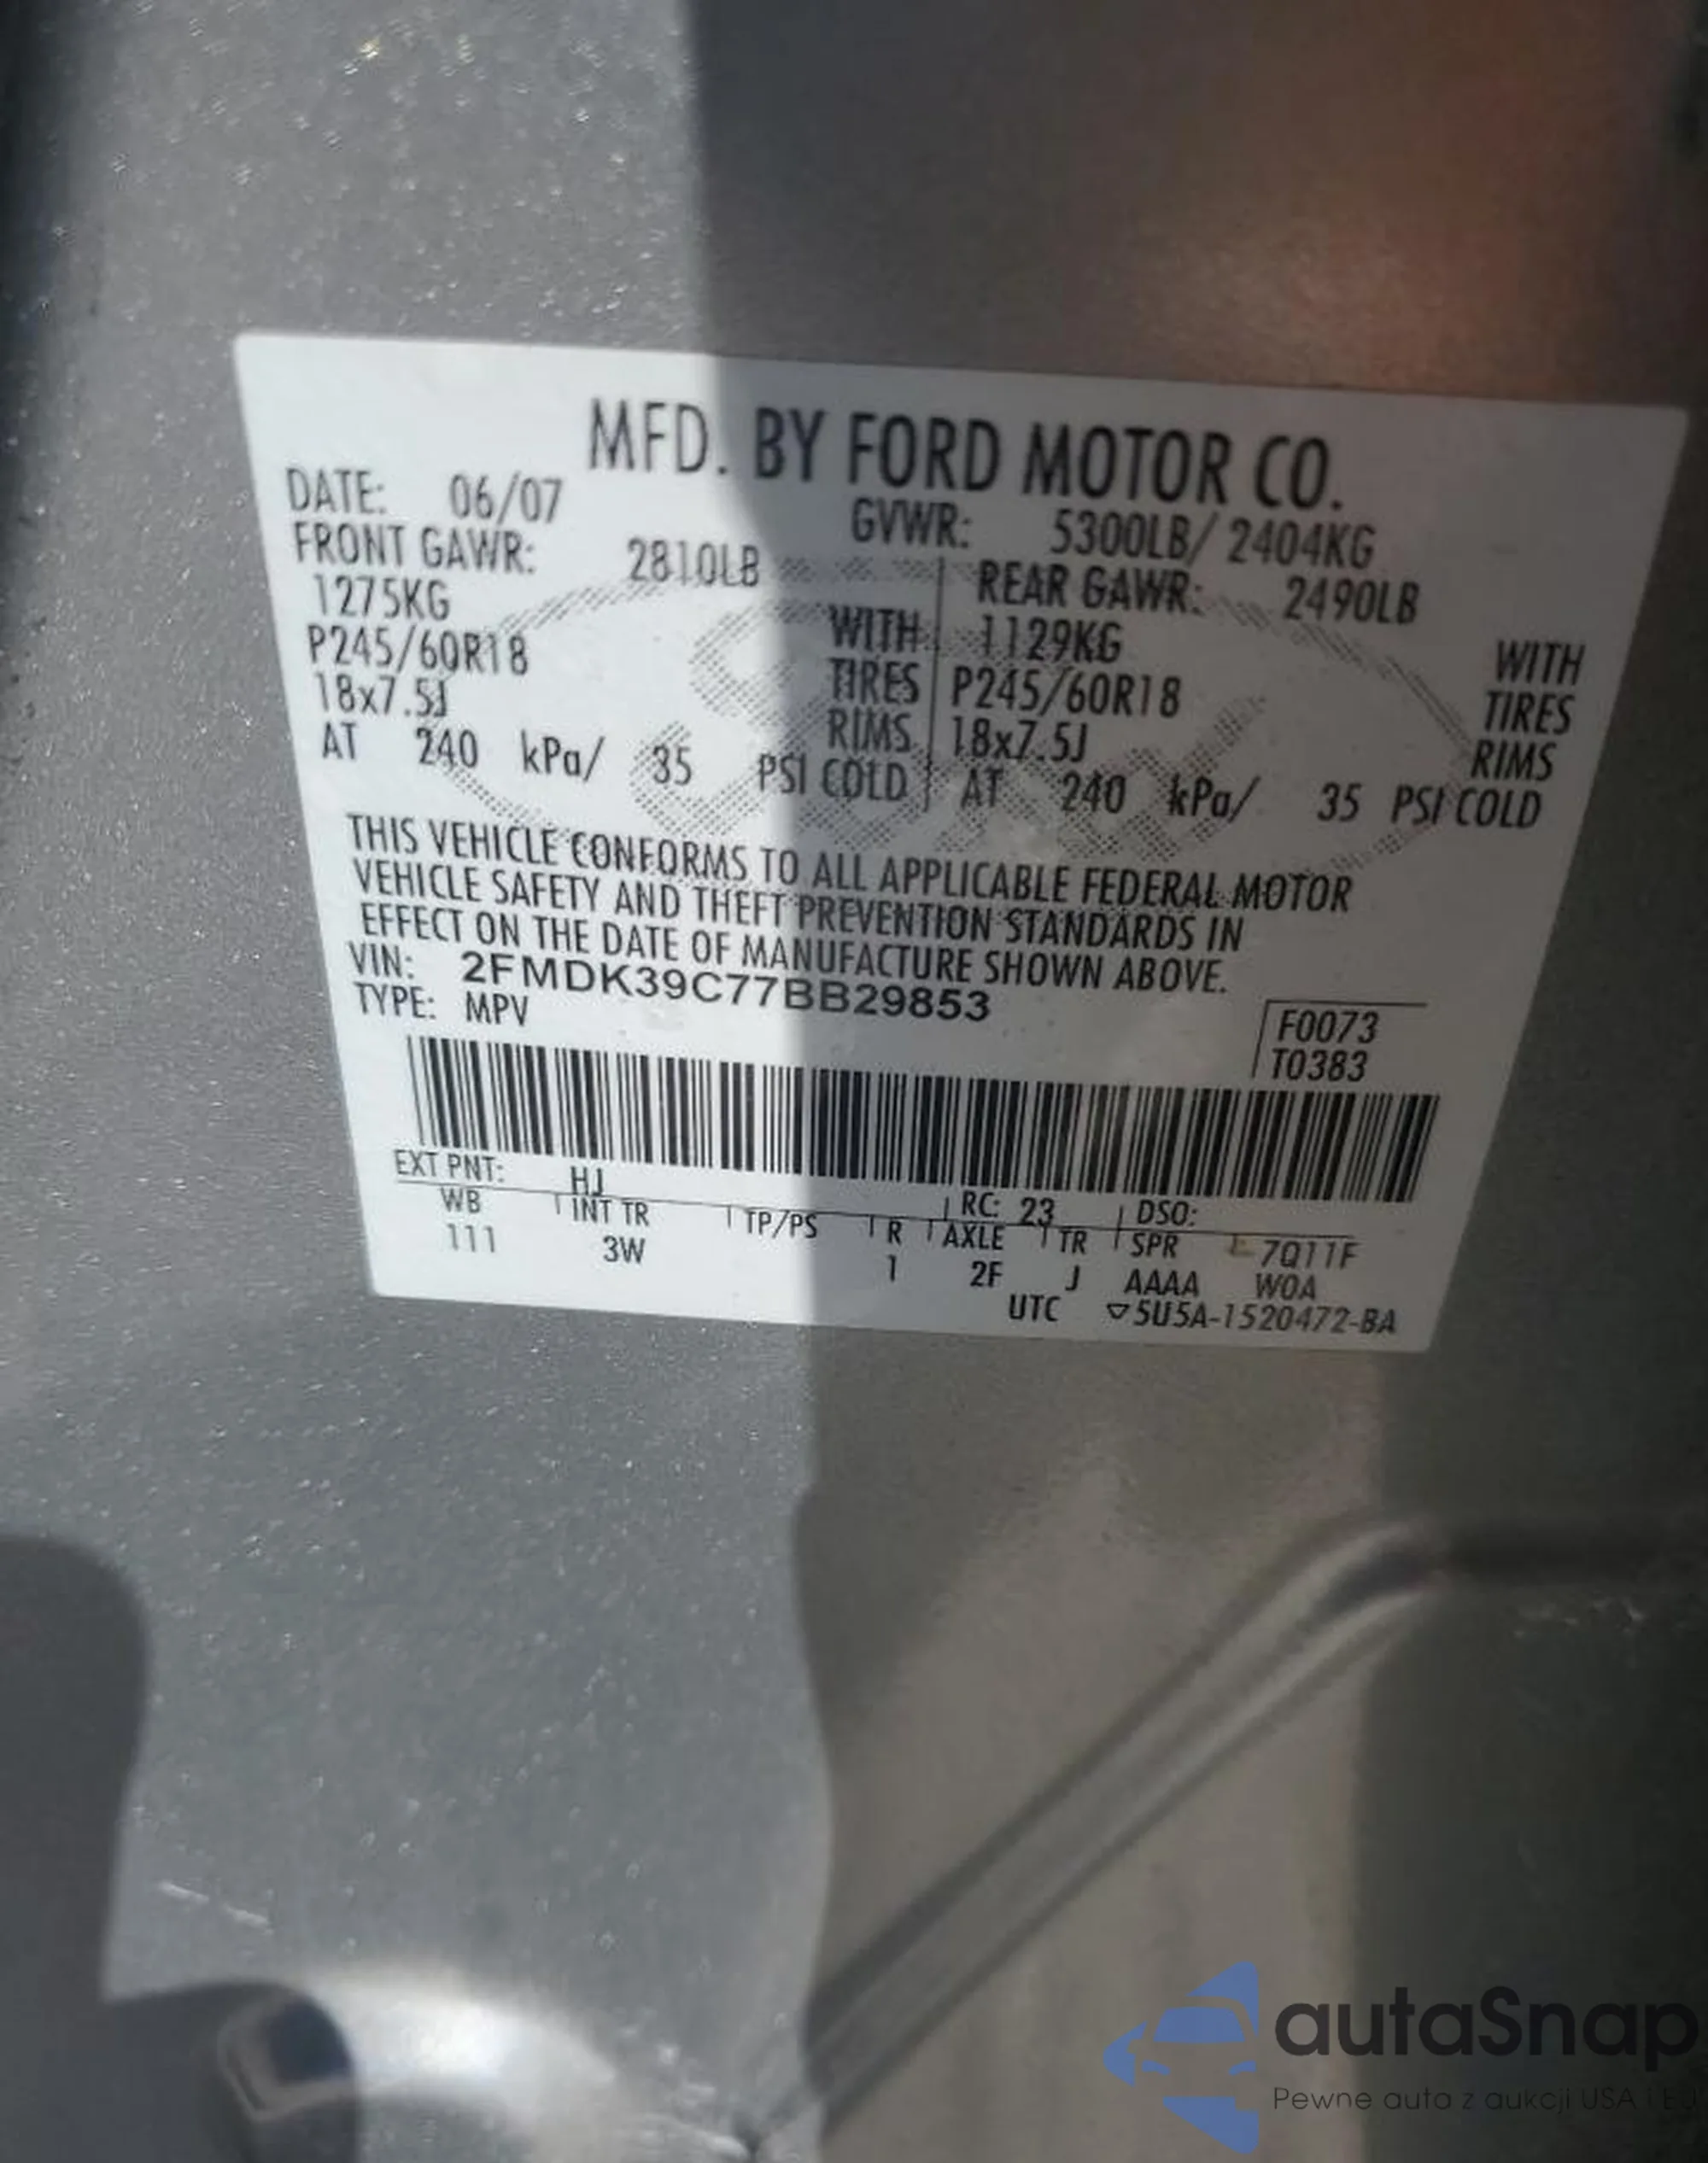 MFD. BY FORD MOTOR CO.
DATE: 06/07 GVWR: 5300LB/ 2404KG
FRONT GAWR: 2810LB REAR GAWR: 2490LB
1275KG WITH 1129KG WITH
P245/60R18 TIRES P245/60R18 TIRES
18x7.5J RIMS 18x7.5J RIMS
AT 240 kPa/ 35 PSI COLD AT 240 kPa/ 35 PSI COLD
THIS VEHICLE CONFORMS TO ALL APPLICABLE FEDERAL MOTOR
VEHICLE SAFETY AND THEFT PREVENTION STANDARDS IN
EFFECT ON THE DATE OF MANUFACTURE SHOWN ABOVE.
VIN: 2FMDK39C77BB29853
TYPE: MPV
F0073
T0383
EXT PNT: HJ RC: 23 DSO:
WB INT TR TP/PS R AXLE TR SPR 7Q11F
111 3W 1 2F J AAAA W0A
UTC ▽5U5A-1520472-BA
autaSnap
Pewne auta z aukcji USA i EU